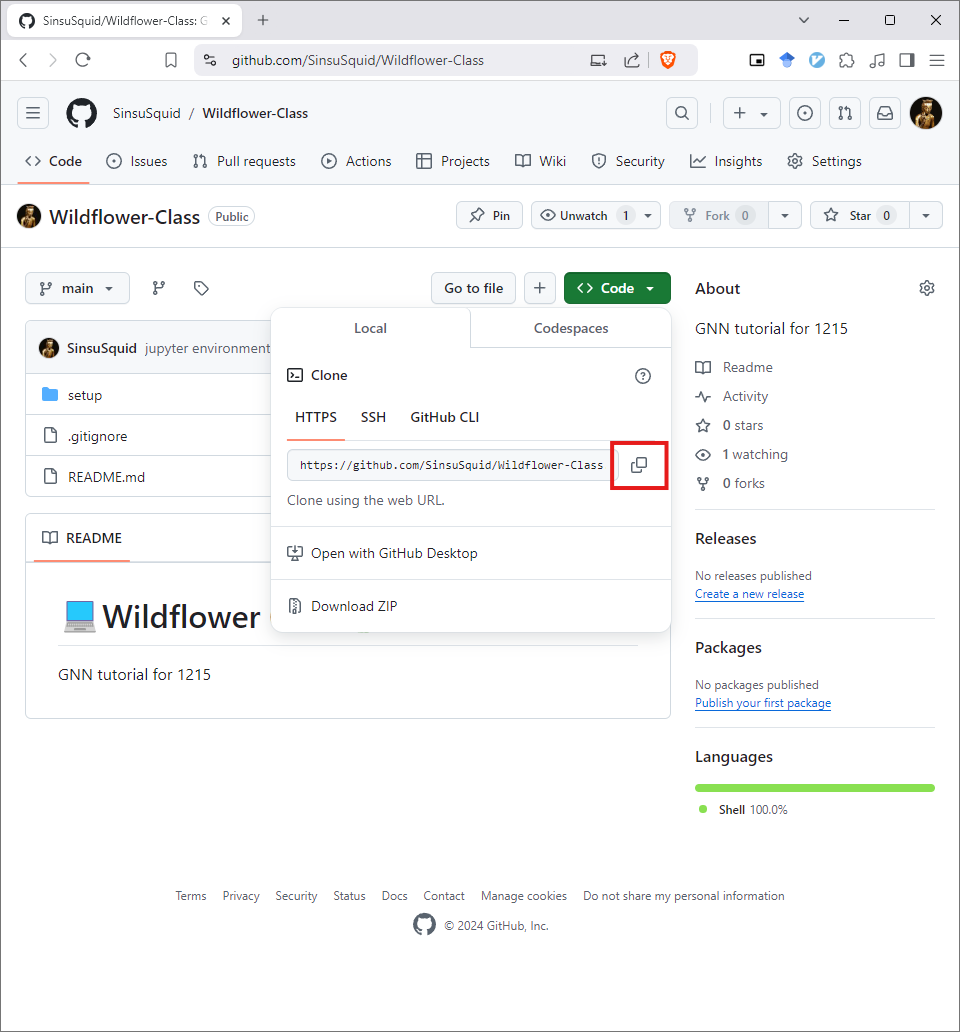 SinsuSquid/Wildflower-Class: G
github.com/SinsuSquid/Wildflower-Class
SinsuSquid / Wildflower-Class
Code Issues Pull requests Actions Projects Wiki Security Insights Settings
Wildflower-Class Public Pin Unwatch 1 Fork 0 Star 0
main Go to file Code
SinsuSquid jupyter environment
setup
.gitignore
README.md
README
Wildflower
GNN tutorial for 1215
Local Codespaces
Clone
HTTPS SSH GitHub CLI
https://github.com/SinsuSquid/Wildflower-Class
Clone using the web URL.
Open with GitHub Desktop
Download ZIP
About
GNN tutorial for 1215
Readme
Activity
0 stars
1 watching
0 forks
Releases
No releases published
Create a new release
Packages
No packages published
Publish your first package
Languages
Shell 100.0%
Terms Privacy Security Status Docs Contact Manage cookies Do not share my personal information
© 2024 GitHub, Inc.